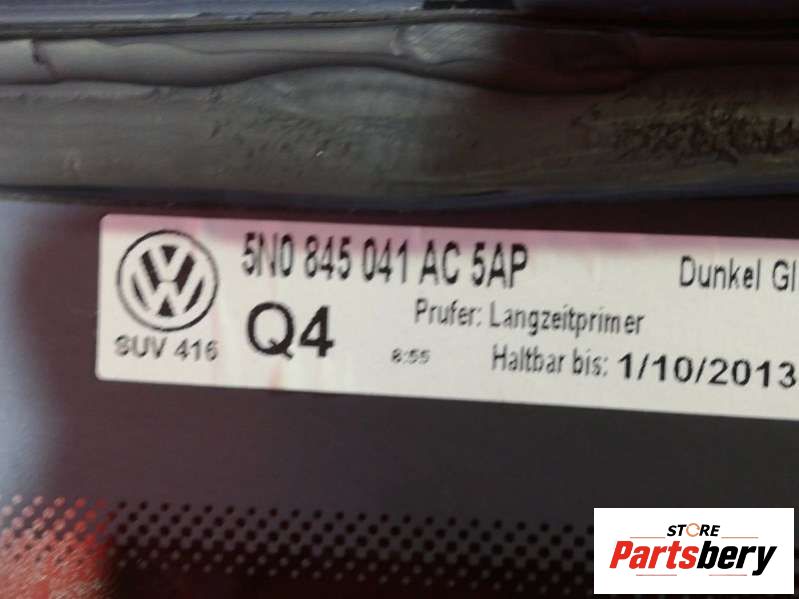 5N0 845 041 AC 5AP
Dunkel Gl
Prufer: Langzeitprimer
Q4
SUV 416
8:55
Haltbar bis: 1/10/2013
STORE
Partsbery